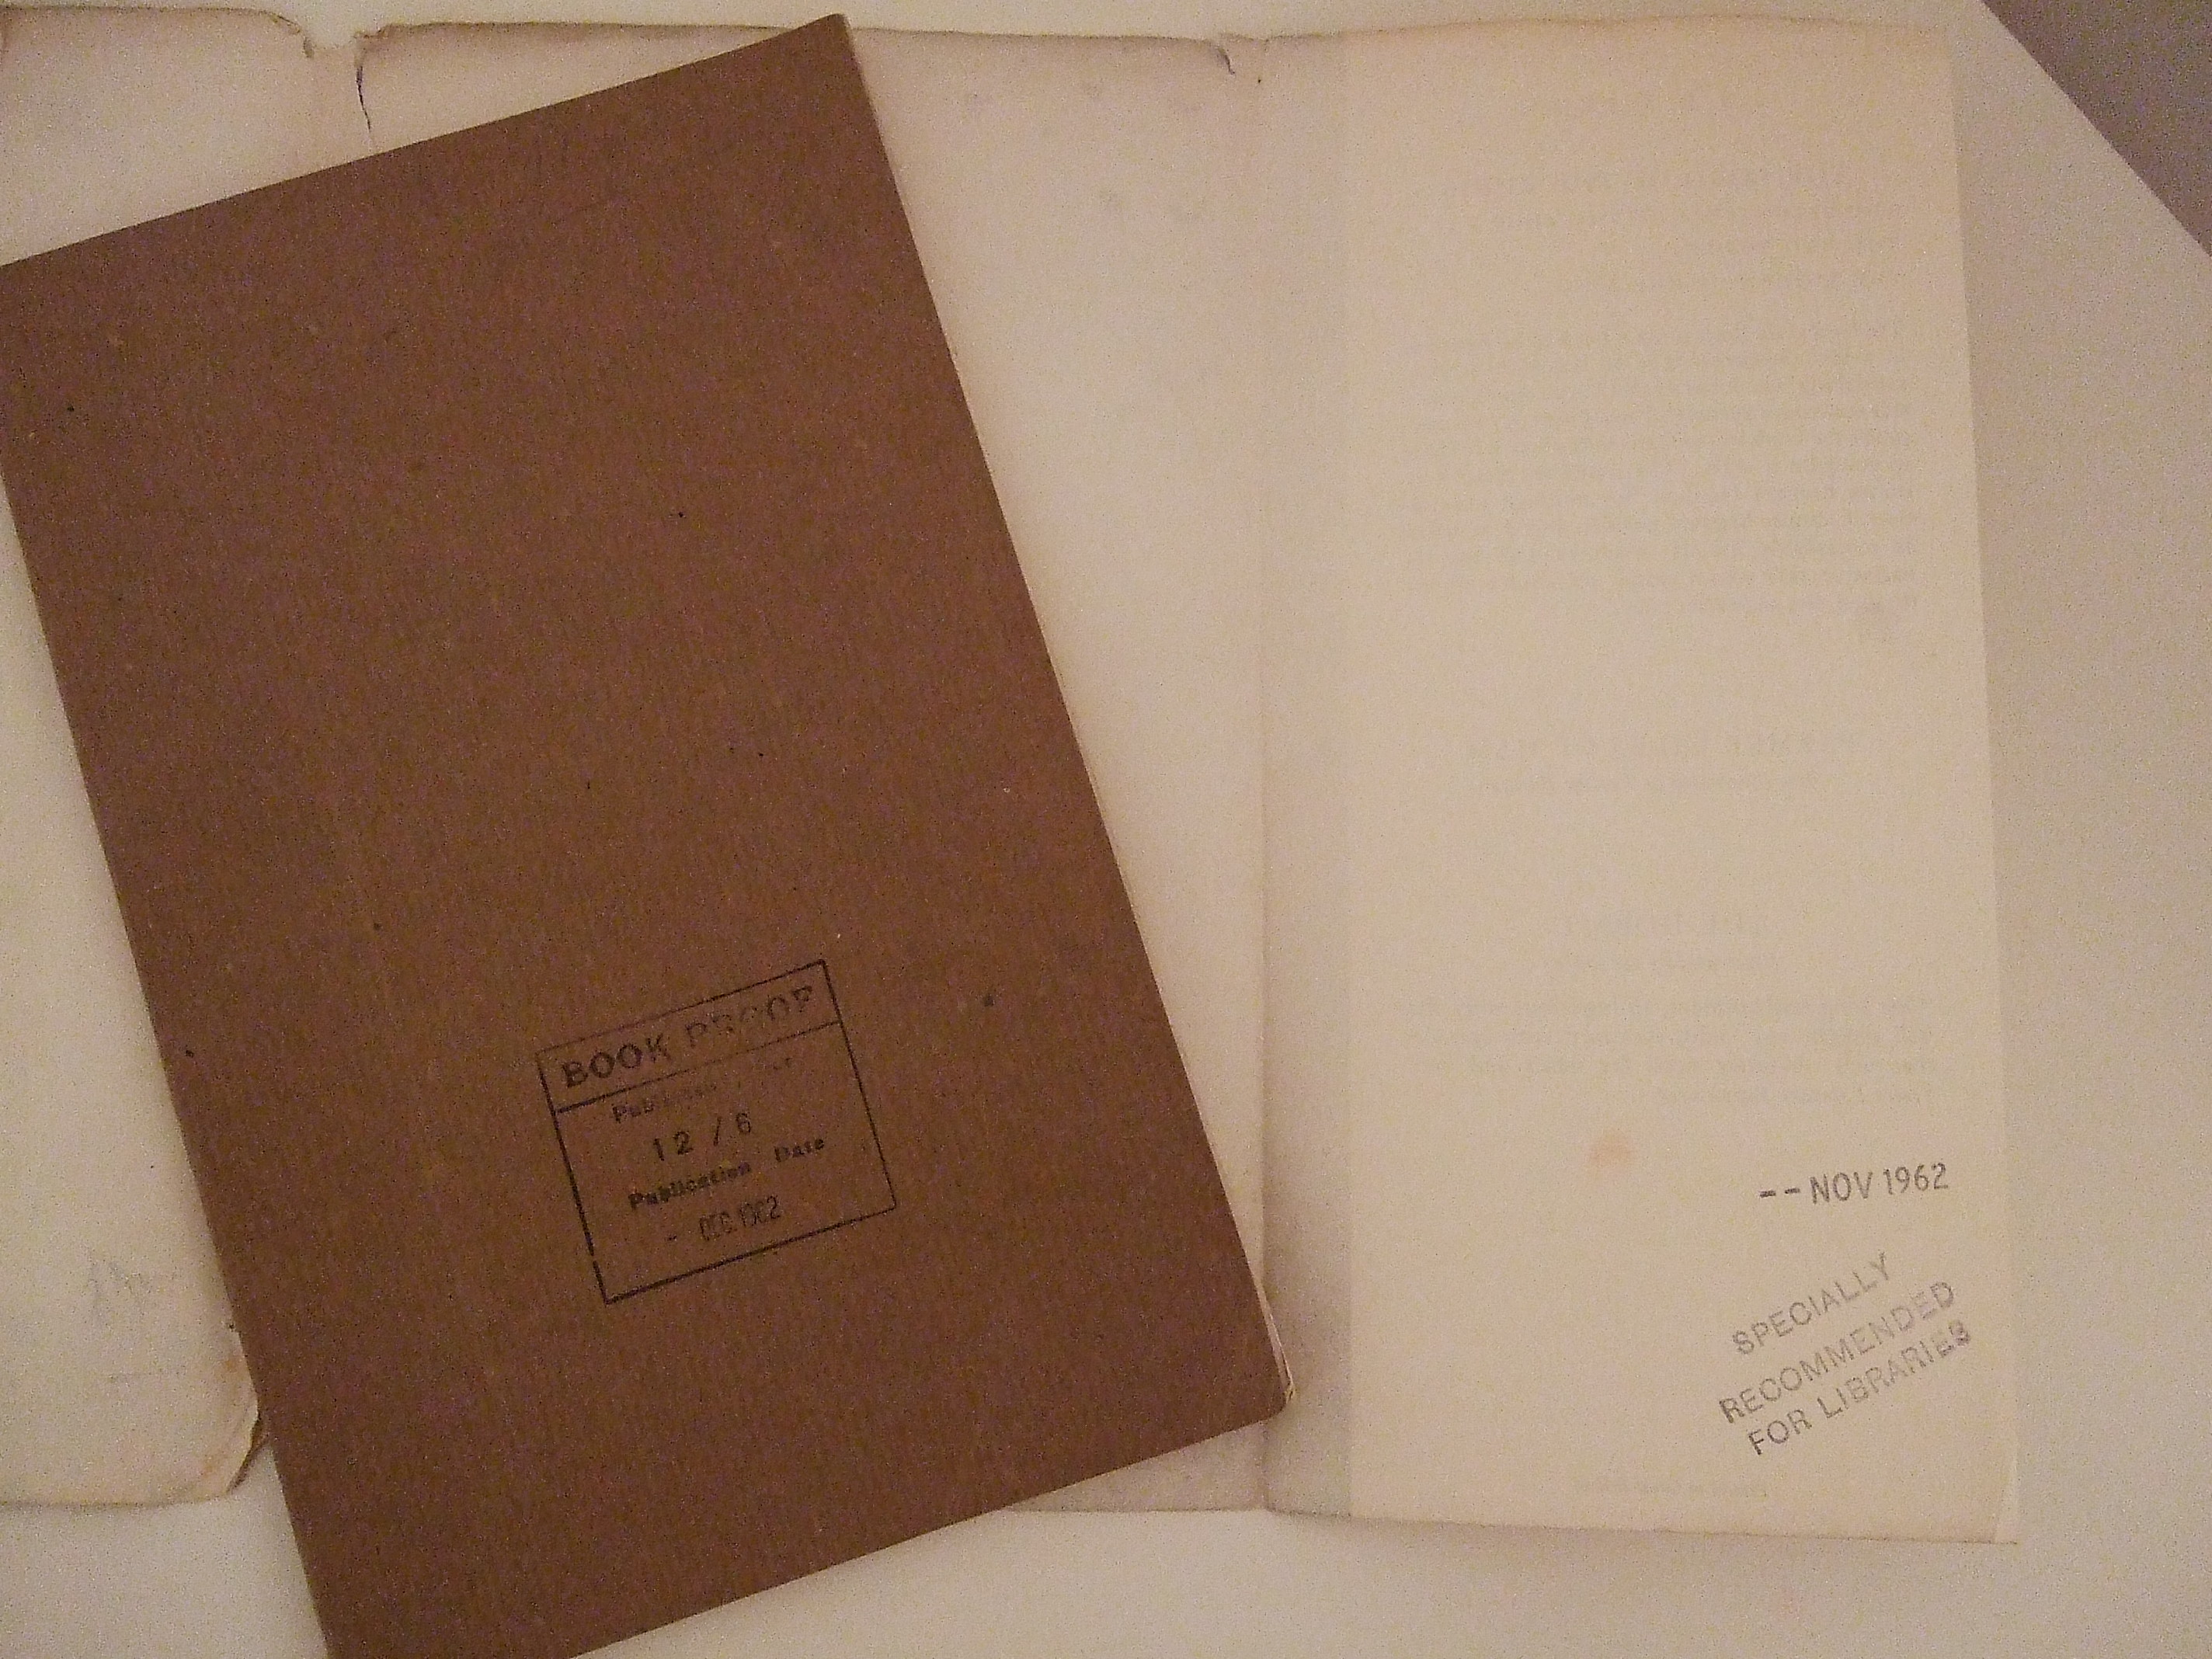 BOOK PROOF
12 / 6
Publication Date
- DEC 1962
-- NOV 1962
SPECIALLY
RECOMMENDED
FOR LIBRARIES